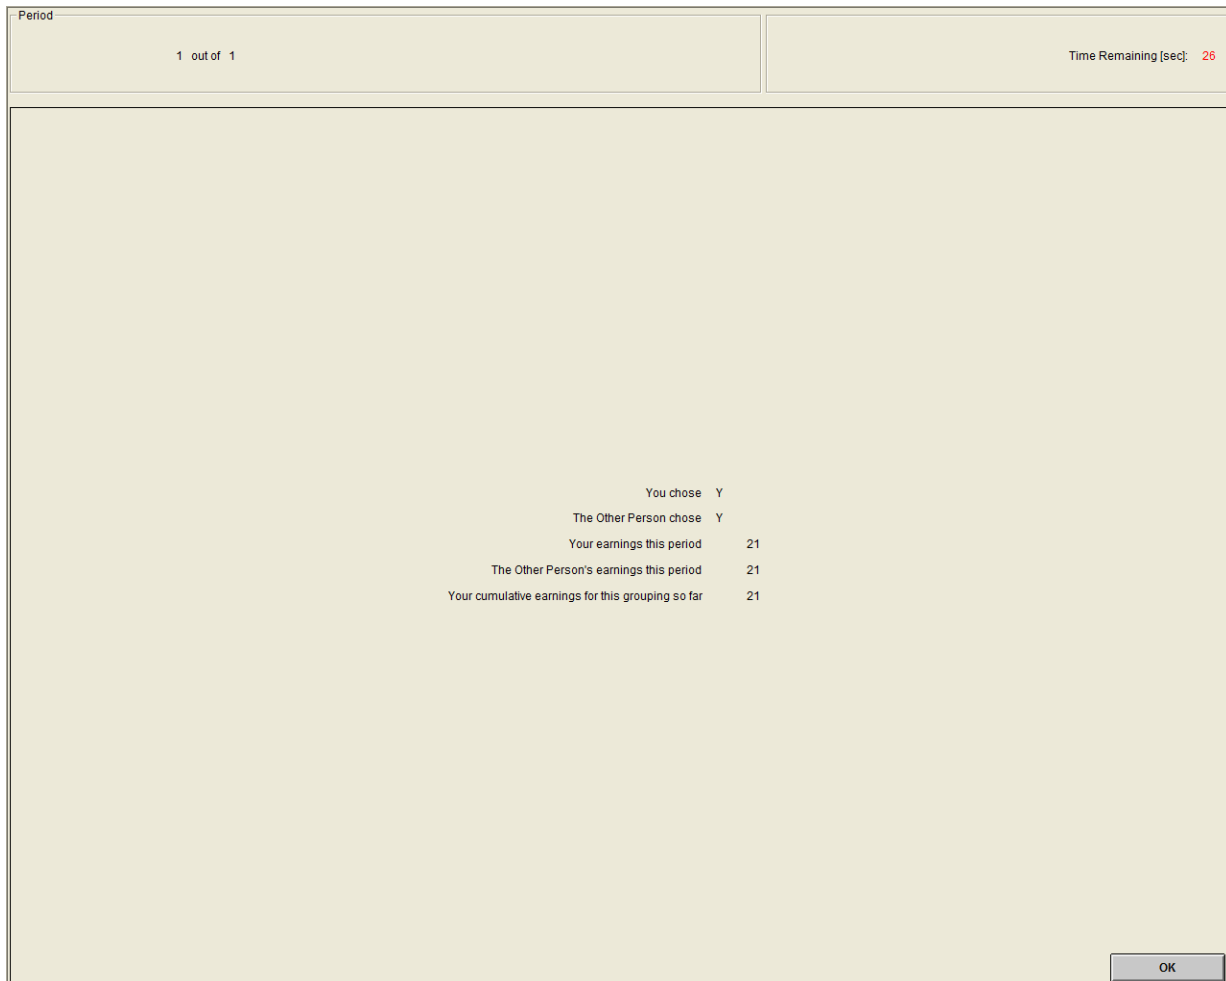 Period
1 out of 1
Time Remaining [sec]: 26
You chose Y
The Other Person chose Y
Your earnings this period 21
The Other Person's earnings this period 21
Your cumulative earnings for this grouping so far 21
OK